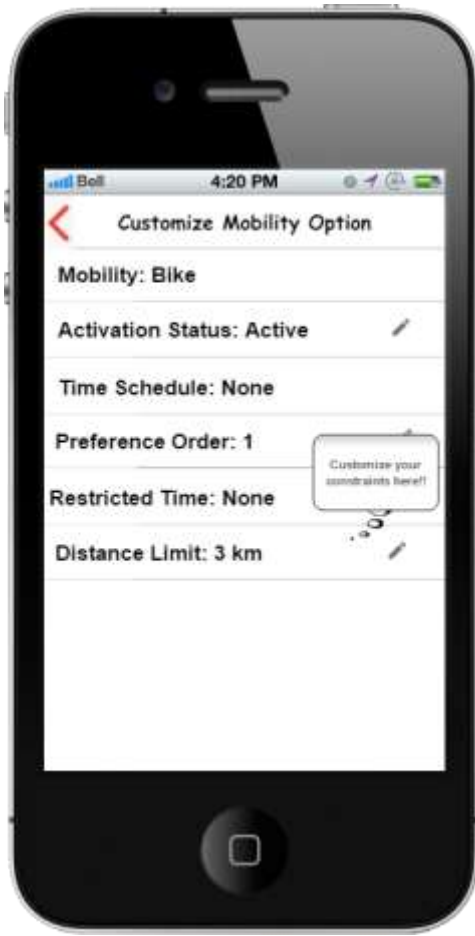 Bell 4:20 PM
Customize Mobility Option
Mobility: Bike
Activation Status: Active
Time Schedule: None
Preference Order: 1
Customize your
constraints here!!
Restricted Time: None
Distance Limit: 3 km